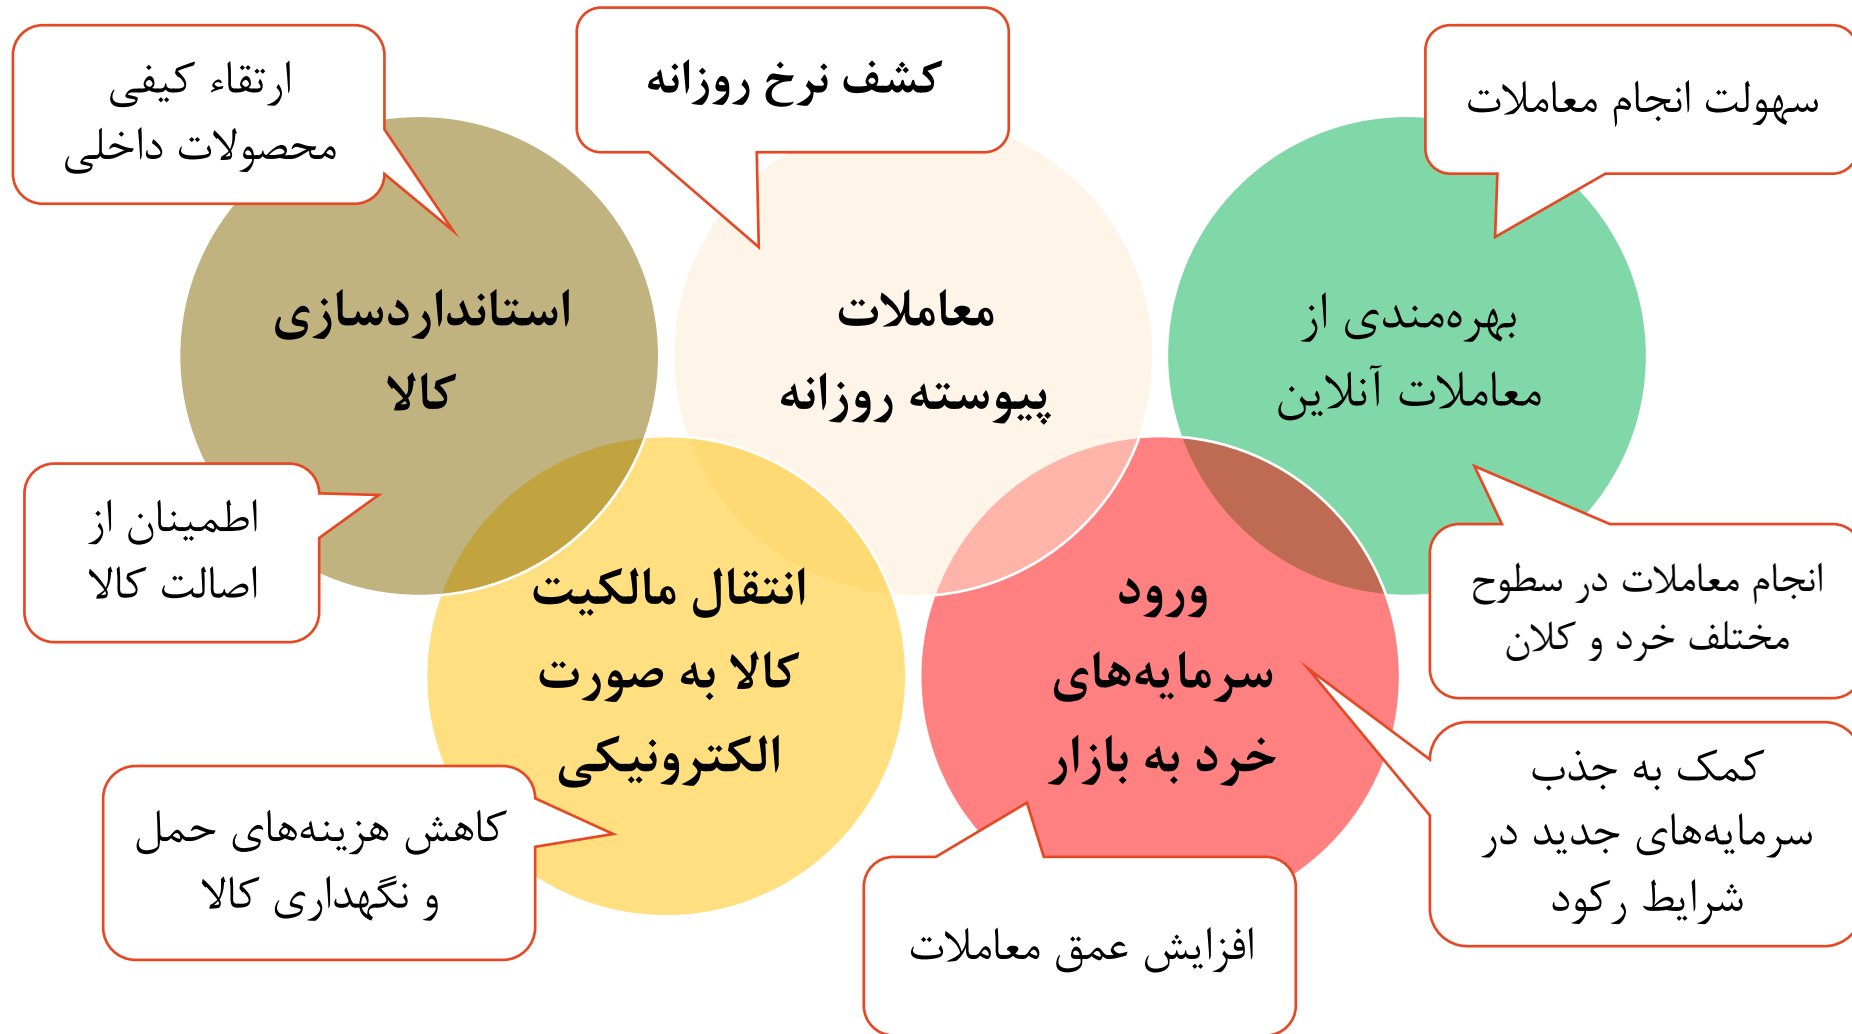 سهولت انجام معاملات
کشف نرخ روزانه
ارتقاء کیفی
محصولات داخلی
بهره‌مندی از
معاملات آنلاین
معاملات
پیوسته روزانه
استانداردسازی
کالا
انجام معاملات در سطوح
مختلف خرد و کلان
ورود
سرمایه‌های
خرد به بازار
انتقال مالکیت
کالا به صورت
الکترونیکی
اطمینان از
اصالت کالا
کمک به جذب
سرمایه‌های جدید در
شرایط رکود
افزایش عمق معاملات
کاهش هزینه‌های حمل
و نگهداری کالا